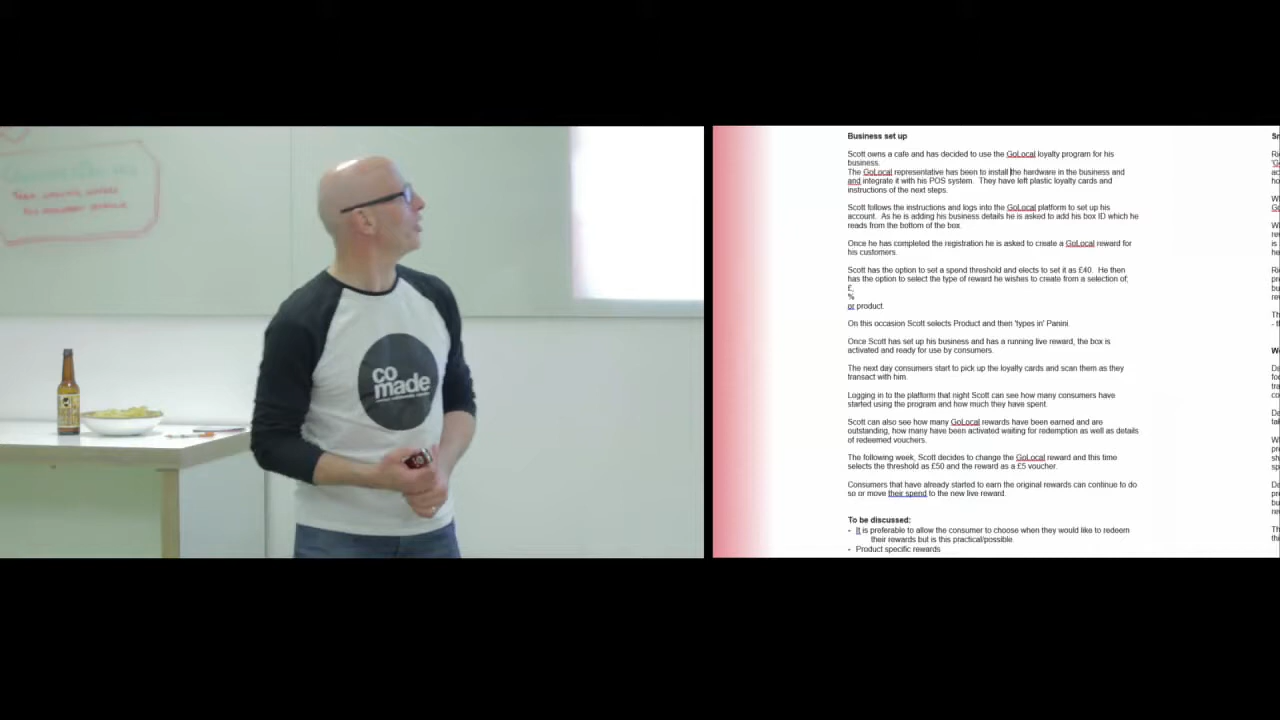 co
made
Business set up
Scott owns a cafe and has decided to use the GoLocal loyalty program for his
business.
The GoLocal representative has been to install the hardware in the business and
and integrate it with his POS system. They have left plastic loyalty cards and
instructions of the next steps.
Scott follows the instructions and logs into the GoLocal platform to set up his
account. As he is adding his business details he is asked to add his box ID which he
reads from the bottom of the box.
Once he has completed the registration he is asked to create a GoLocal reward for
his customers.
Scott has the option to set a spend threshold and elects to set it as £40. He then
has the option to select the type of reward he wishes to create from a selection of;
£,
%
or product.
On this occasion Scott selects Product and then 'types in' Panini
Once Scott has set up his business and has a running live reward, the box is
activated and ready for use by consumers.
The next day consumers start to pick up the loyalty cards and scan them as they
transact with him.
Logging in to the platform that night Scott can see how many consumers have
started using the program and how much they have spent.
Scott can also see how many GoLocal rewards have been earned and are
outstanding, how many have been activated waiting for redemption as well as details
of redeemed vouchers.
The following week, Scott decides to change the GoLocal reward and this time
selects the threshold as £50 and the reward as a £5 voucher.
Consumers that have already started to earn the original rewards can continue to do
so or move their spend to the new live reward.
To be discussed:
- It is preferable to allow the consumer to choose when they would like to redeem
their rewards but is this practical/possible
- Product specific rewards